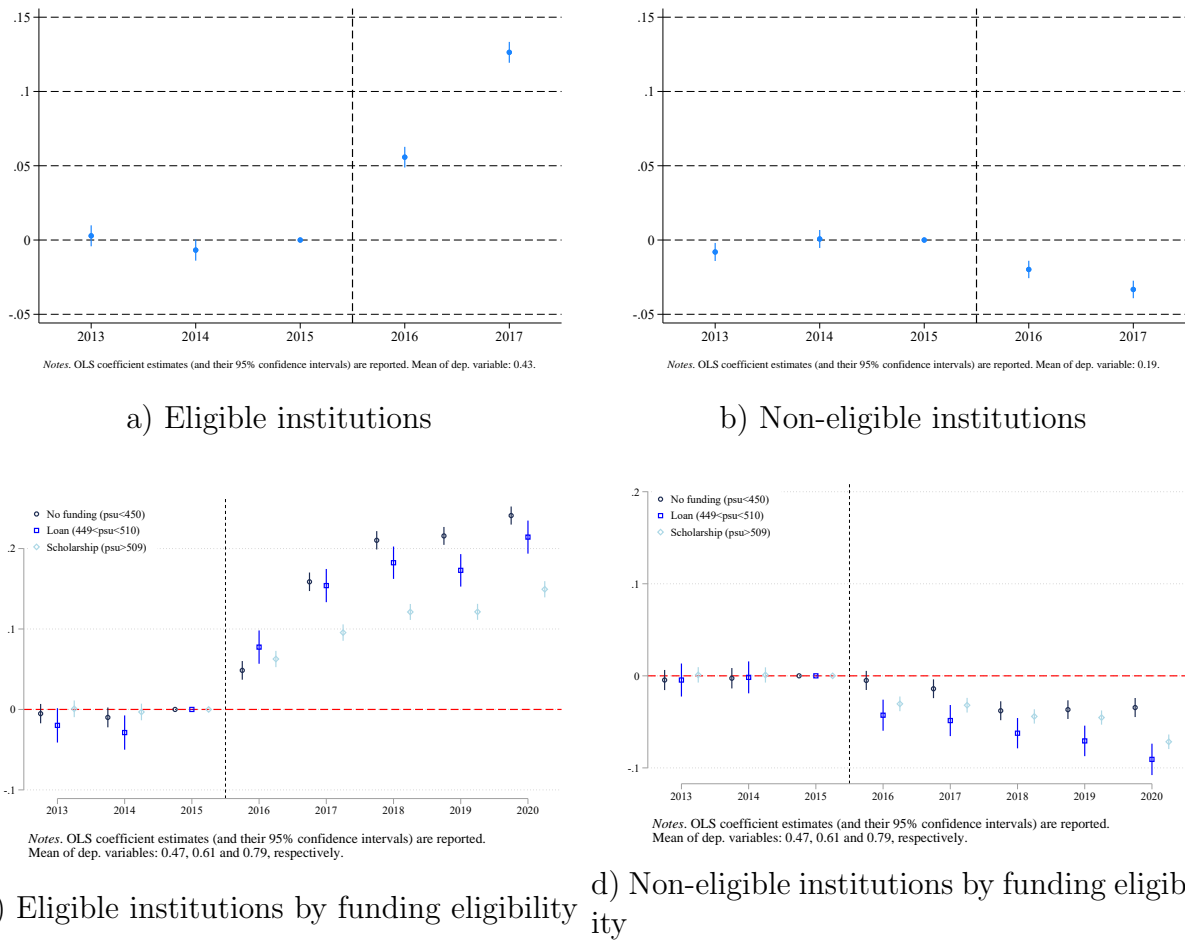 .15
.1
.05
0
-.05
2013 2014 2015 2016 2017
Notes. OLS coefficient estimates (and their 95% confidence intervals) are reported. Mean of dep. variable: 0.43.
a) Eligible institutions
.15
.1
.05
0
-.05
2013 2014 2015 2016 2017
Notes. OLS coefficient estimates (and their 95% confidence intervals) are reported. Mean of dep. variable: 0.19.
b) Non-eligible institutions
No funding (psu<450)
Loan (449<psu<510)
Scholarship (psu>509)
.2
.1
0
-.1
2013 2014 2015 2016 2017 2018 2019 2020
Notes. OLS coefficient estimates (and their 95% confidence intervals) are reported.
Mean of dep. variables: 0.47, 0.61 and 0.79, respectively.
) Eligible institutions by funding eligibility
.2
No funding (psu<450)
Loan (449<psu<510)
Scholarship (psu>509)
.1
0
-.1
2013 2014 2015 2016 2017 2018 2019 2020
Notes. OLS coefficient estimates (and their 95% confidence intervals) are reported.
Mean of dep. variables: 0.47, 0.61 and 0.79, respectively.
d) Non-eligible institutions by funding eligib
ity